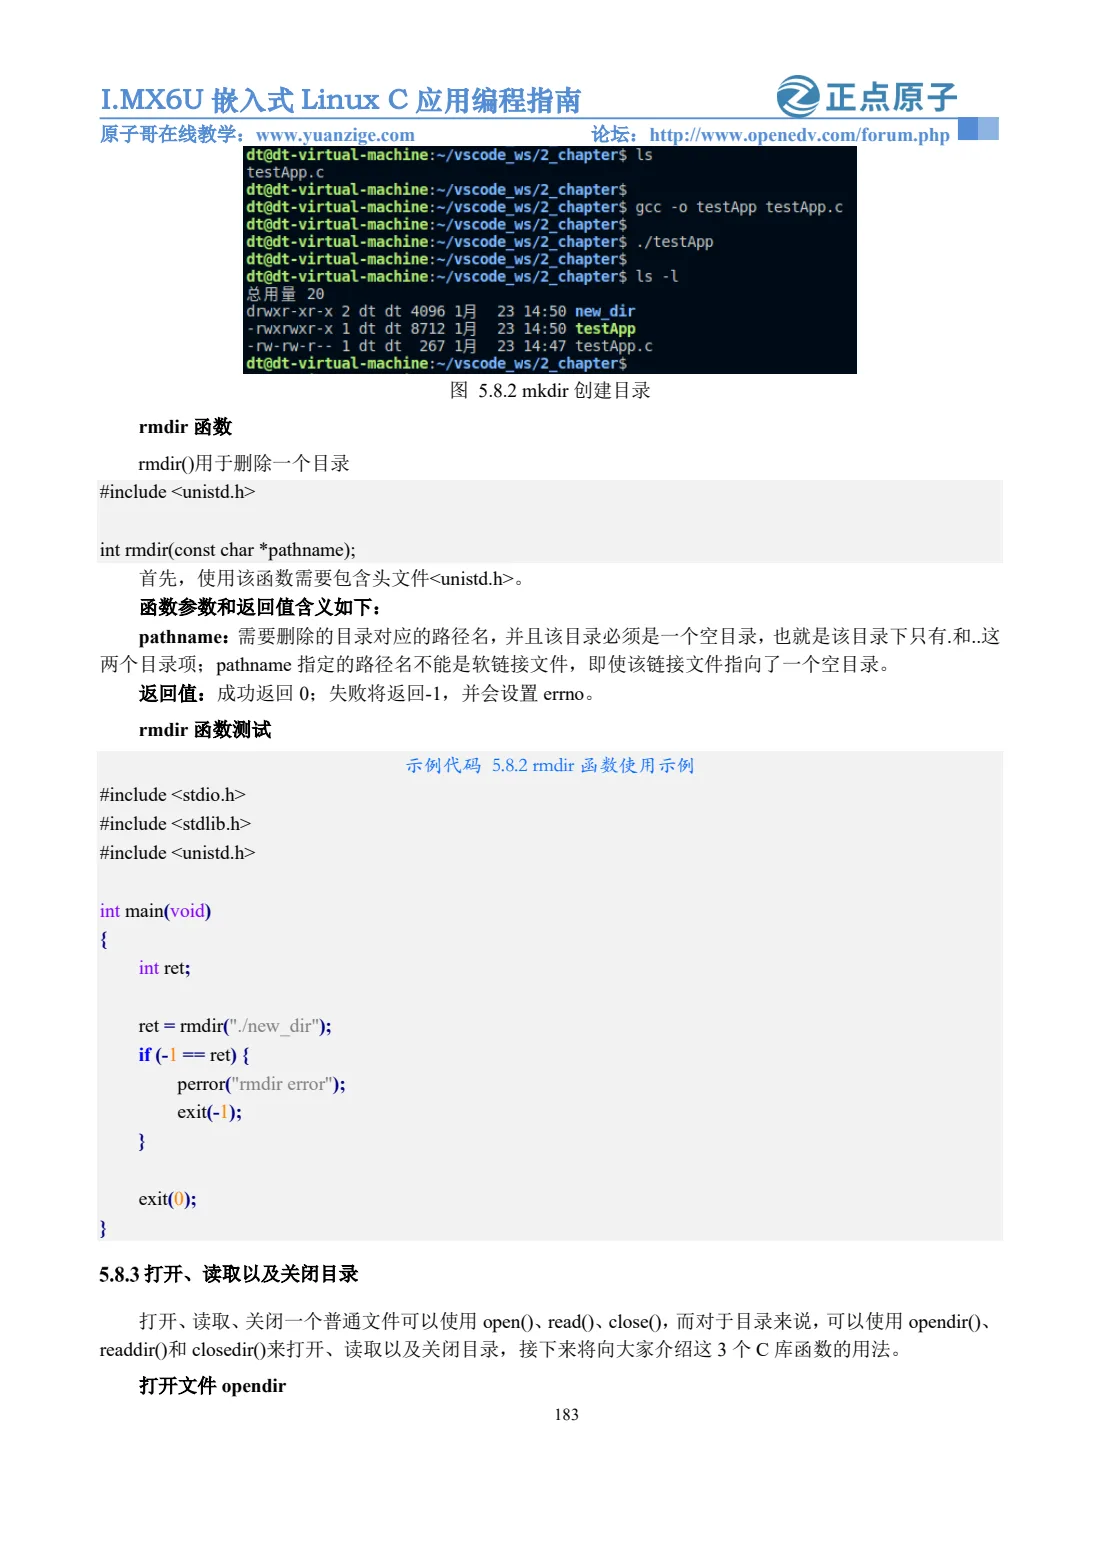 I.MX6U 嵌入式 Linux C 应用编程指南
正点原子
原子哥在线教学：www.yuanzige.com 论坛：http://www.openedv.com/forum.php
dt@dt-virtual-machine:~/vscode_ws/2_chapter$ ls
testApp.c
dt@dt-virtual-machine:~/vscode_ws/2_chapter$
dt@dt-virtual-machine:~/vscode_ws/2_chapter$ gcc -o testApp testApp.c
dt@dt-virtual-machine:~/vscode_ws/2_chapter$
dt@dt-virtual-machine:~/vscode_ws/2_chapter$ ./testApp
dt@dt-virtual-machine:~/vscode_ws/2_chapter$
dt@dt-virtual-machine:~/vscode_ws/2_chapter$ ls -l
总用量 20
drwxr-xr-x 2 dt dt 4096 1月  23 14:50 new_dir
-rwxrwxr-x 1 dt dt 8712 1月  23 14:50 testApp
-rw-rw-r-- 1 dt dt  267 1月  23 14:47 testApp.c
dt@dt-virtual-machine:~/vscode_ws/2_chapter$
图 5.8.2 mkdir 创建目录
rmdir 函数
rmdir()用于删除一个目录
#include <unistd.h>
int rmdir(const char *pathname);
首先，使用该函数需要包含头文件<unistd.h>。
函数参数和返回值含义如下：
pathname：需要删除的目录对应的路径名，并且该目录必须是一个空目录，也就是该目录下只有.和..这
两个目录项；pathname 指定的路径名不能是软链接文件，即使该链接文件指向了一个空目录。
返回值：成功返回 0；失败将返回-1，并会设置 errno。
rmdir 函数测试
示例代码 5.8.2 rmdir 函数使用示例
#include <stdio.h>
#include <stdlib.h>
#include <unistd.h>
int main(void)
{
int ret;
ret = rmdir("./new_dir");
if (-1 == ret) {
perror("rmdir error");
exit(-1);
}
exit(0);
}
5.8.3 打开、读取以及关闭目录
打开、读取、关闭一个普通文件可以使用 open()、read()、close()，而对于目录来说，可以使用 opendir()、
readdir()和 closedir()来打开、读取以及关闭目录，接下来将向大家介绍这 3 个 C 库函数的用法。
打开文件 opendir
183